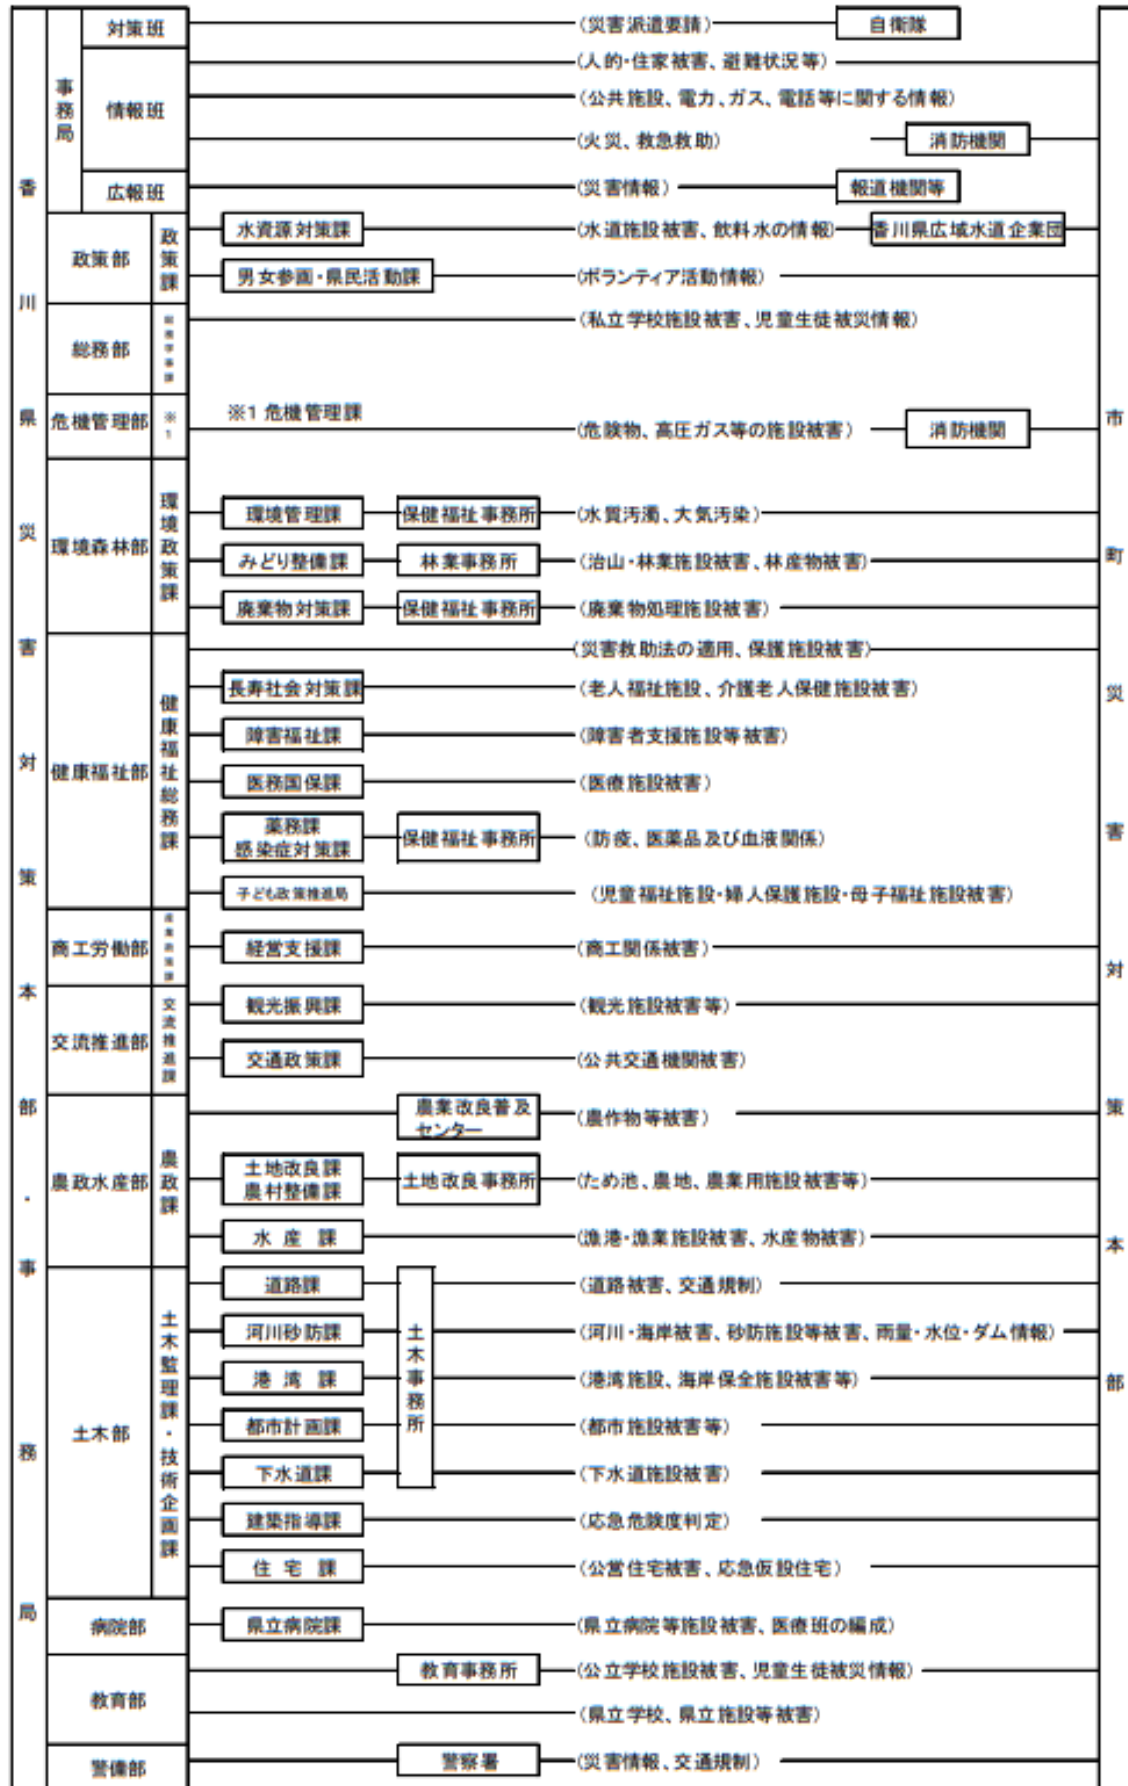 香川県災害対策本部・事務局
事務局
対策班
(災害派遣要請)
自衛隊
情報班
(人的・住家被害、避難状況等)
(公共施設、電力、ガス、電話等に関する情報)
(火災、救急救助)
消防機関
広報班
(災害情報)
報道機関等
政策部
政策課
水資源対策課
(水道施設被害、飲料水の情報)
香川県広域水道企業団
男女参画・県民活動課
(ボランティア活動情報)
総務部
総務学事課
(私立学校施設被害、児童生徒被災情報)
危機管理部
※1
※1 危機管理課
(危険物、高圧ガス等の施設被害)
消防機関
環境森林部
環境政策課
環境管理課
保健福祉事務所
(水質汚濁、大気汚染)
みどり整備課
林業事務所
(治山・林業施設被害、林産物被害)
廃棄物対策課
保健福祉事務所
(廃棄物処理施設被害)
健康福祉部
健康福祉総務課
(災害救助法の適用、保護施設被害)
長寿社会対策課
(老人福祉施設、介護老人保健施設被害)
障害福祉課
(障害者支援施設等被害)
医務国保課
(医療施設被害)
薬務課
感染症対策課
保健福祉事務所
(防疫、医薬品及び血液関係)
子ども政策推進局
(児童福祉施設・婦人保護施設・母子福祉施設被害)
商工労働部
産業政策課
経営支援課
(商工関係被害)
交流推進部
交流推進課
観光振興課
(観光施設被害等)
交通政策課
(公共交通機関被害)
農政水産部
農政課
農業改良普及
センター
(農作物等被害)
土地改良課
農村整備課
土地改良事務所
(ため池、農地、農業用施設被害等)
水 産 課
(漁港・漁業施設被害、水産物被害)
土木部
土木監理課・技術企画課
道路課
土木事務所
(道路被害、交通規制)
河川砂防課
(河川・海岸被害、砂防施設等被害、雨量・水位・ダム情報)
港 湾 課
(港湾施設、海岸保全施設被害等)
都市計画課
(都市施設被害等)
下水道課
(下水道施設被害)
建築指導課
(応急危険度判定)
住 宅 課
(公営住宅被害、応急仮設住宅)
病院部
県立病院課
(県立病院等施設被害、医療班の編成)
教育部
教育事務所
(公立学校施設被害、児童生徒被災情報)
(県立学校、県立施設等被害)
警備部
警察署
(災害情報、交通規制)
市町災害対策本部